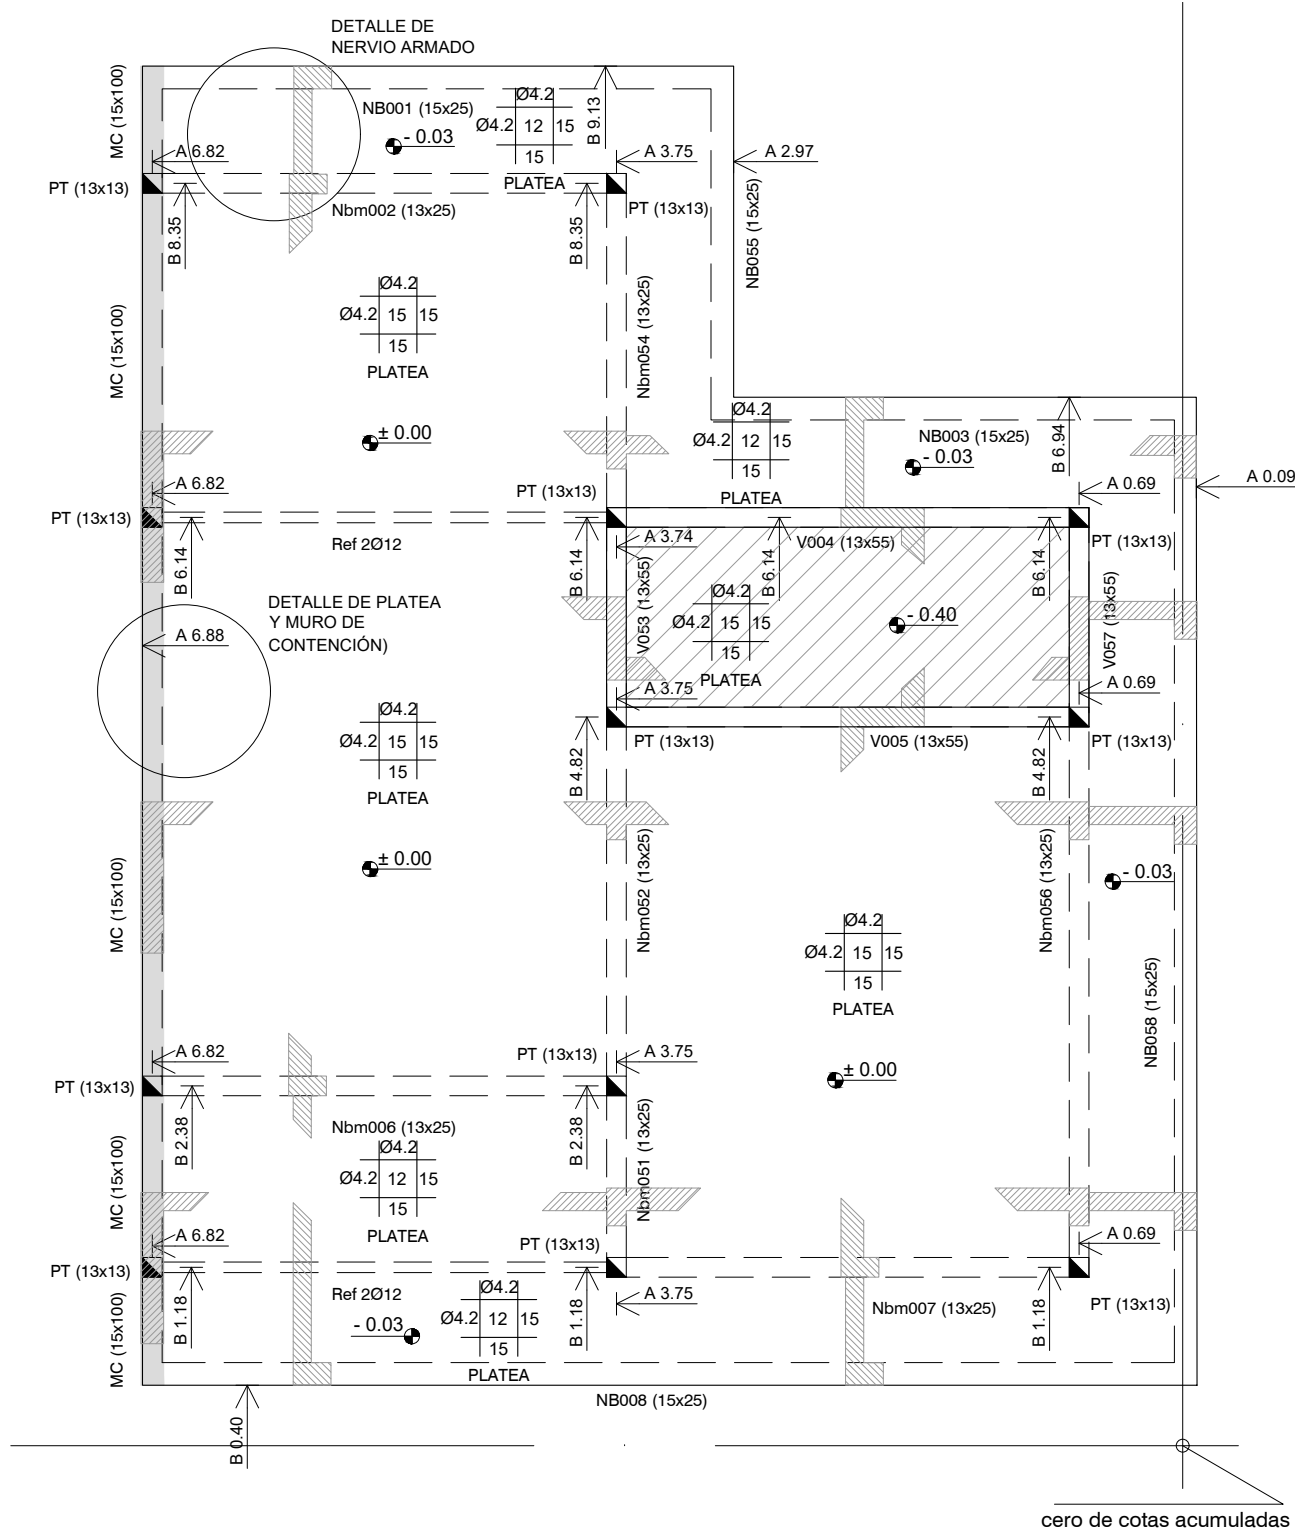 DETALLE DE
NERVIO ARMADO
MC (15x100)
NB001 (15x25)
Ø4.2
Ø4.2 12 15
15
PLATEA
B 9.13
- 0.03
A 6.82
A 3.75
A 2.97
PT (13x13)
Nbm002 (13x25)
PT (13x13)
B 8.35
B 8.35
NB055 (15x25)
MC (15x100)
Ø4.2
Ø4.2 15 15
15
PLATEA
Nbm054 (13x25)
± 0.00
Ø4.2
Ø4.2 12 15
15
PLATEA
NB003 (15x25)
- 0.03
B 6.94
A 6.82
PT (13x13)
A 0.69
A 0.09
PT (13x13)
Ref 2Ø12
A 3.74
V004 (13x55)
PT (13x13)
B 6.14
B 6.14
B 6.14
B 6.14
DETALLE DE PLATEA
Y MURO DE
CONTENCIÓN)
A 6.88
V053 (13x55)
Ø4.2
Ø4.2 15 15
15
PLATEA
- 0.40
V057 (13x55)
A 3.75
A 0.69
Ø4.2
Ø4.2 15 15
15
PLATEA
PT (13x13)
V005 (13x55)
PT (13x13)
B 4.82
B 4.82
± 0.00
MC (15x100)
Nbm052 (13x25)
Nbm056 (13x25)
- 0.03
Ø4.2
Ø4.2 15 15
15
PLATEA
NB058 (15x25)
A 6.82
PT (13x13)
A 3.75
PT (13x13)
± 0.00
B 2.38
B 2.38
Nbm006 (13x25)
MC (15x100)
Ø4.2
Ø4.2 12 15
15
PLATEA
Nbm051 (13x25)
A 6.82
PT (13x13)
A 0.69
PT (13x13)
B 1.18
Ref 2Ø12
Ø4.2
Ø4.2 12 15
15
PLATEA
B 1.18
A 3.75
Nbm007 (13x25)
B 1.18
PT (13x13)
MC (15x100)
- 0.03
NB008 (15x25)
B 0.40
cero de cotas acumuladas